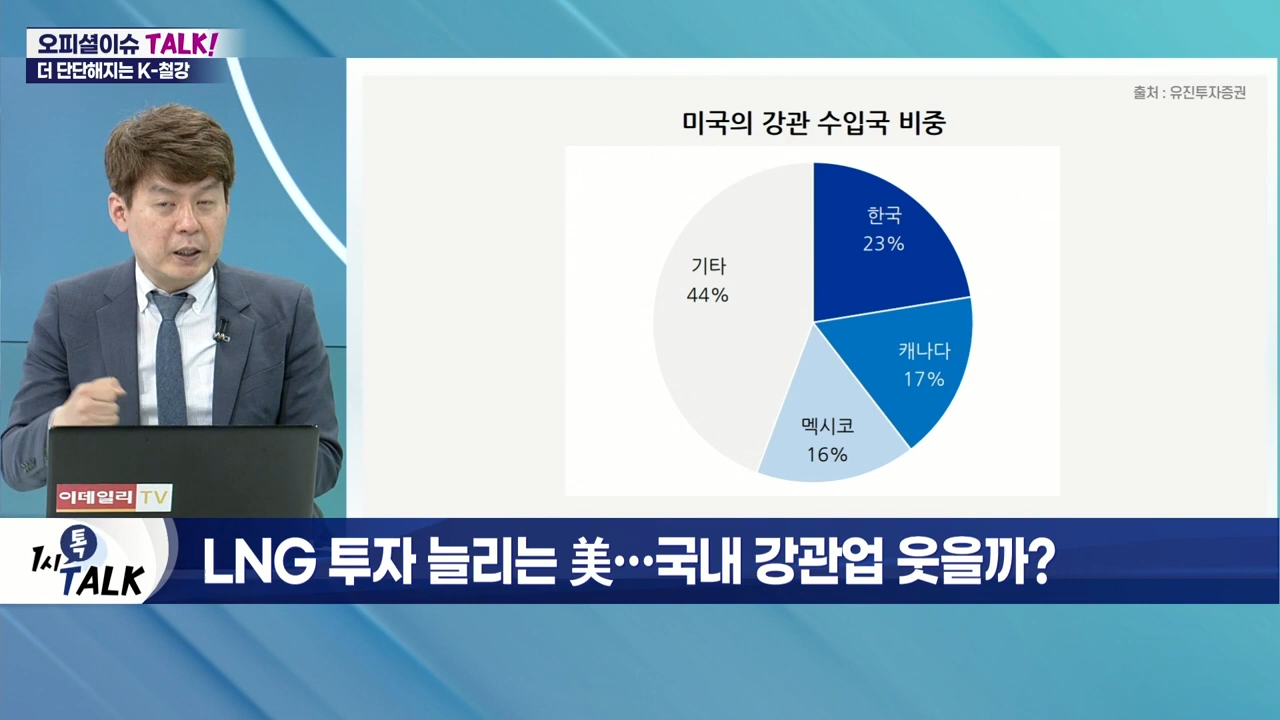 오피셜이슈 TALK!
더 단단해지는 K-철강
출처 : 유진투자증권
미국의 강관 수입국 비중
한국
23%
기타
44%
캐나다
17%
멕시코
16%
이데일리TV
1시톡
TALK
LNG 투자 늘리는 美…국내 강관업 웃을까?